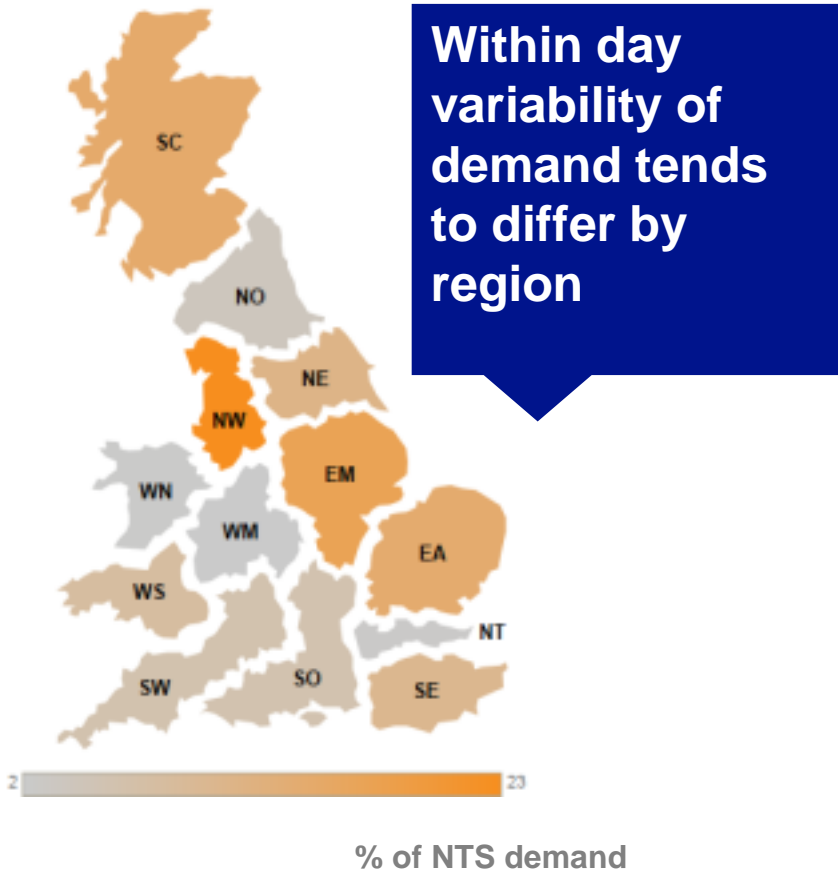 Within day
variability of
demand tends
to differ by
region
SC
NO
NE
NW
EM
WN
WM
EA
WS
NT
SO
SW
SE
2
23
% of NTS demand